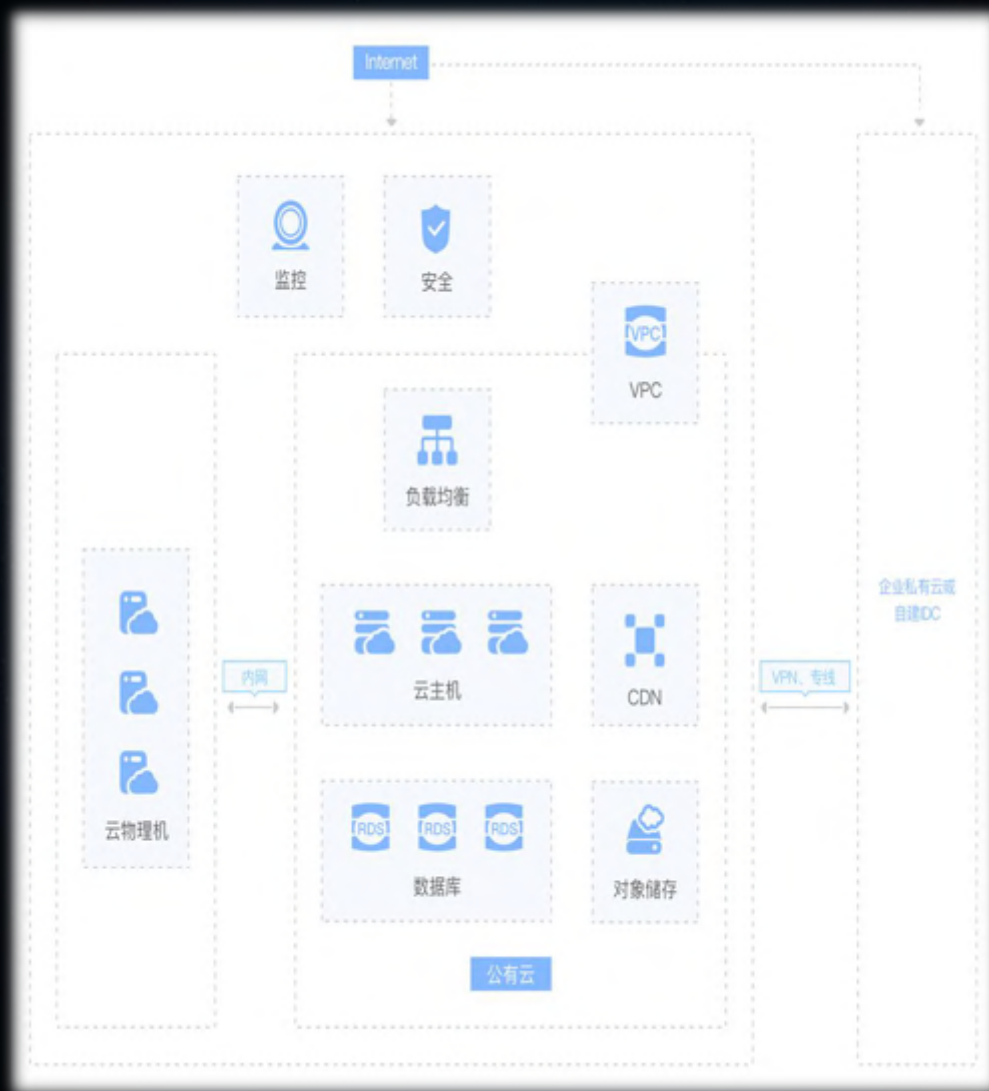 Internet
监控
安全
VPC
VPC
负载均衡
企业私有云或
自建IDC
云主机
CDN
内网
VPN、专线
云物理机
RDS
RDS
RDS
数据库
对象储存
公有云